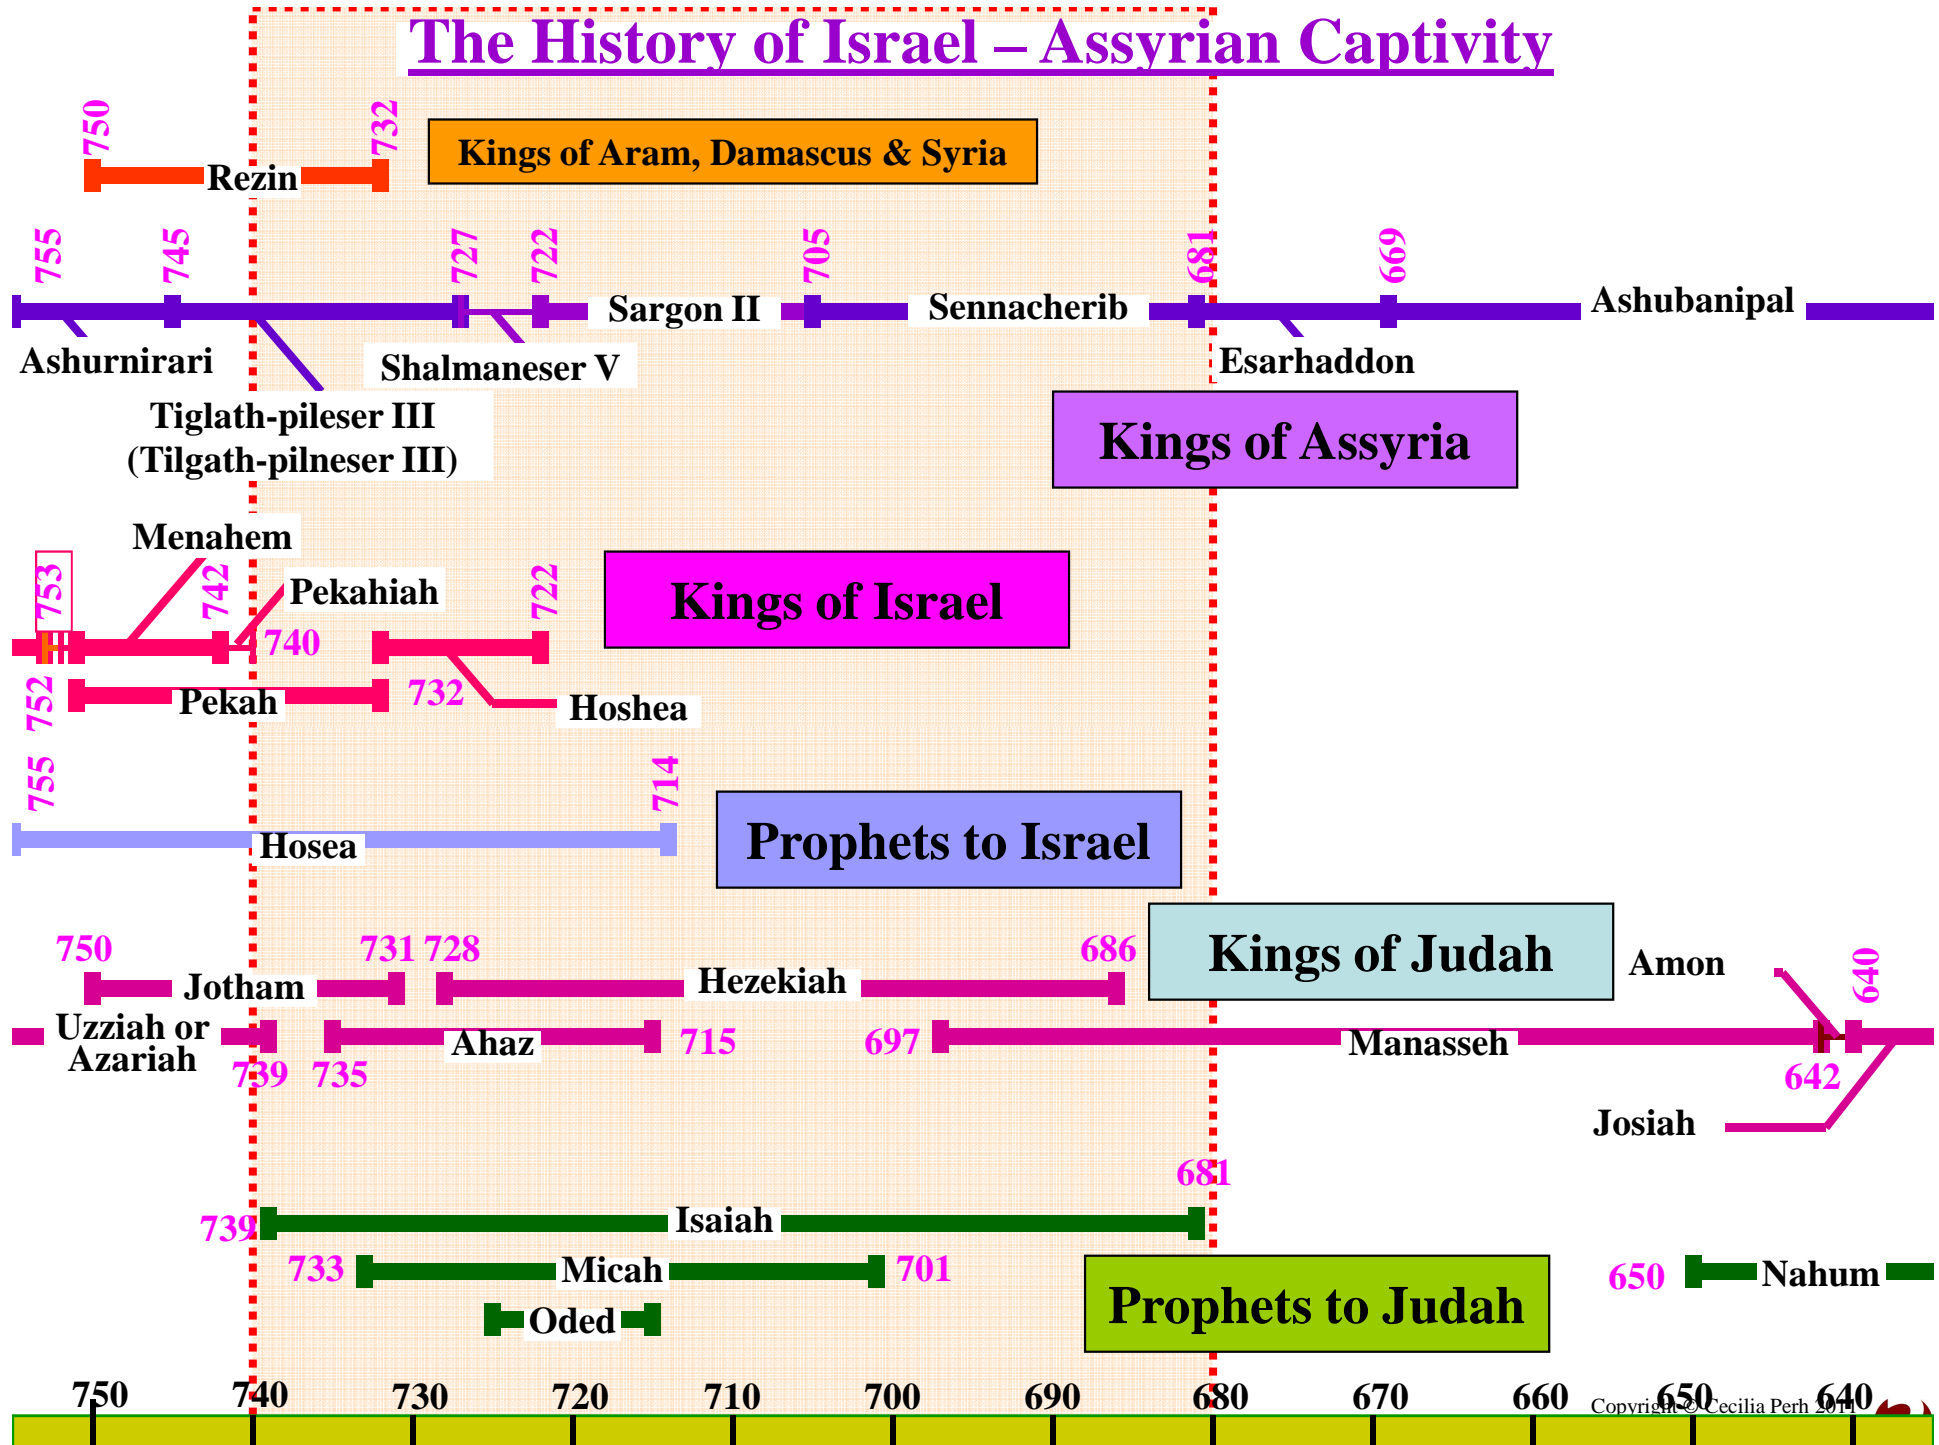 The History of Israel – Assyrian Captivity
750
732
Kings of Aram, Damascus & Syria
Rezin
755
745
727
722
705
681
669
Sargon II
Sennacherib
Ashubanipal
Ashurnirari
Shalmaneser V
Esarhaddon
Tiglath-pileser III
(Tilgath-pilneser III)
Kings of Assyria
Menahem
753
742
Pekahiah
722
Kings of Israel
740
752
Pekah
732
Hoshea
755
714
Hosea
Prophets to Israel
750
731
728
686
Kings of Judah
Amon
640
Jotham
Hezekiah
Uzziah or
Azariah
Ahaz
715
697
Manasseh
739
735
642
Josiah
681
739
Isaiah
733
Micah
701
650
Nahum
Prophets to Judah
Oded
750
740
730
720
710
700
690
680
670
660
650
640
Copyright © Cecilia Perh 2011